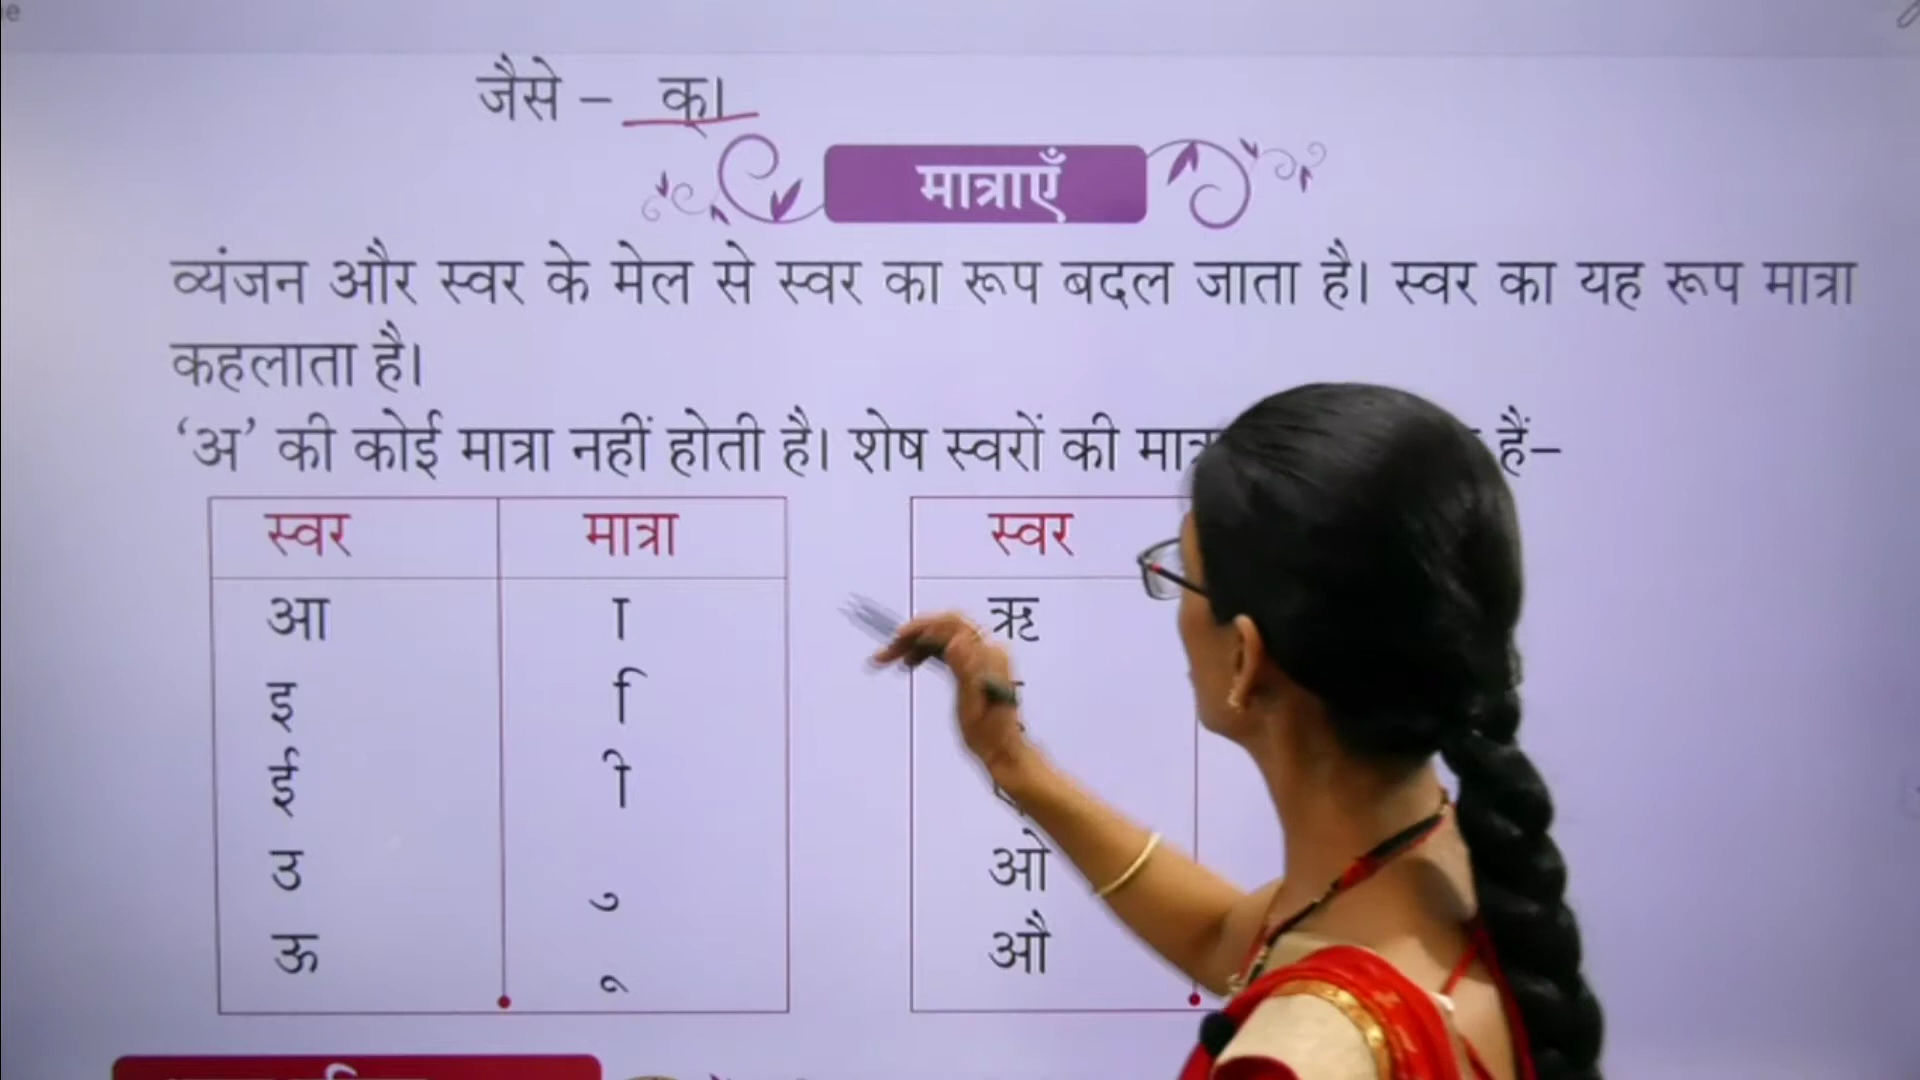 जैसे – क्ा
मात्राएँ
व्यंजन और स्वर के मेल से स्वर का रूप बदल जाता है। स्वर का यह रूप मात्रा
कहलाता है।
‘अ’ की कोई मात्रा नहीं होती है। शेष स्वरों की हैं–
स्वर मात्रा
आ ा
इ ि
ई ी
उ ु
ऊ ू
स्वर
ऋ
ओ
औ